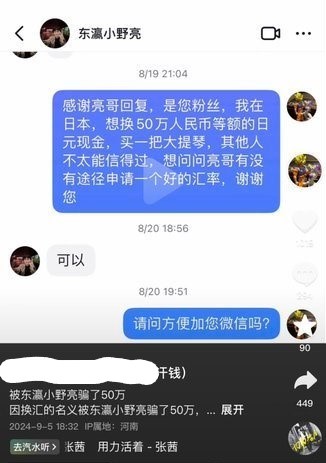 东瀛小野亮
8/19 21:04
感谢亮哥回复，是您粉丝，我在
日本，想换50万人民币等额的日
元现金，买一把大提琴，其他人
不太能信得过，想问问亮哥有没
有途径申请一个好的汇率，谢谢
您
8/20 18:56
可以
8/20 19:51
请问方便加您微信吗？
90
449
钱）
被东瀛小野亮骗了50万
因换汇的名义被东瀛小野亮骗了50万，... 展开
2024-9-5 18:32 IP属地：河南
去汽水听 张茜 用力活着 - 张茜